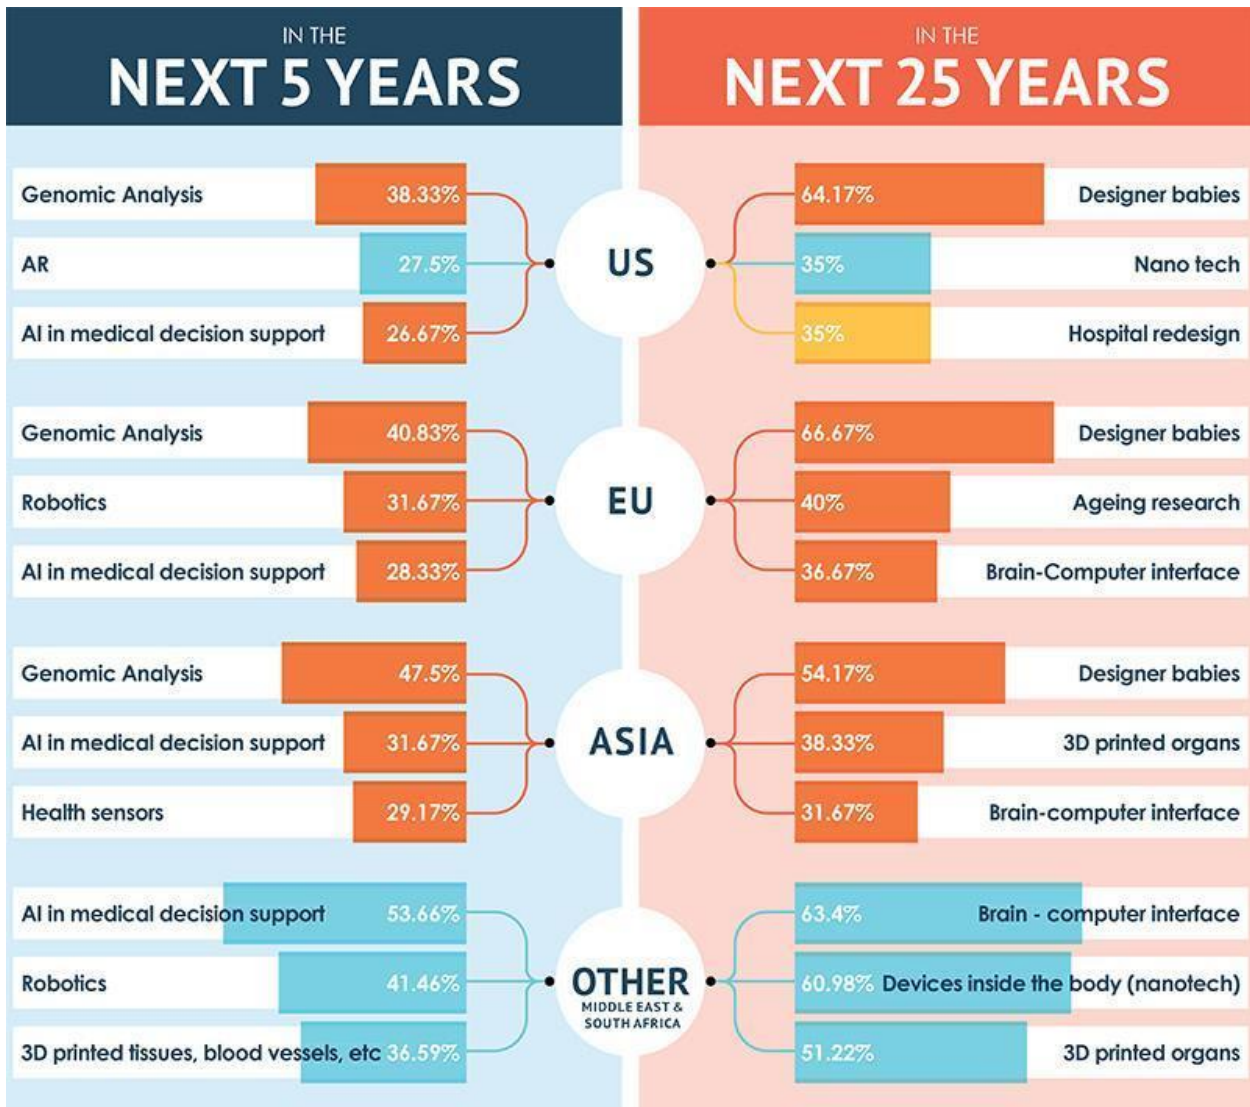 IN THE
NEXT 5 YEARS
IN THE
NEXT 25 YEARS
Genomic Analysis 38.33%
AR 27.5%
AI in medical decision support 26.67%
US
64.17% Designer babies
35% Nano tech
35% Hospital redesign
Genomic Analysis 40.83%
Robotics 31.67%
AI in medical decision support 28.33%
EU
66.67% Designer babies
40% Ageing research
36.67% Brain-Computer interface
Genomic Analysis 47.5%
AI in medical decision support 31.67%
Health sensors 29.17%
ASIA
54.17% Designer babies
38.33% 3D printed organs
31.67% Brain-computer interface
AI in medical decision support 53.66%
Robotics 41.46%
3D printed tissues, blood vessels, etc 36.59%
OTHER
MIDDLE EAST &
SOUTH AFRICA
63.4% Brain - computer interface
60.98% Devices inside the body (nanotech)
51.22% 3D printed organs